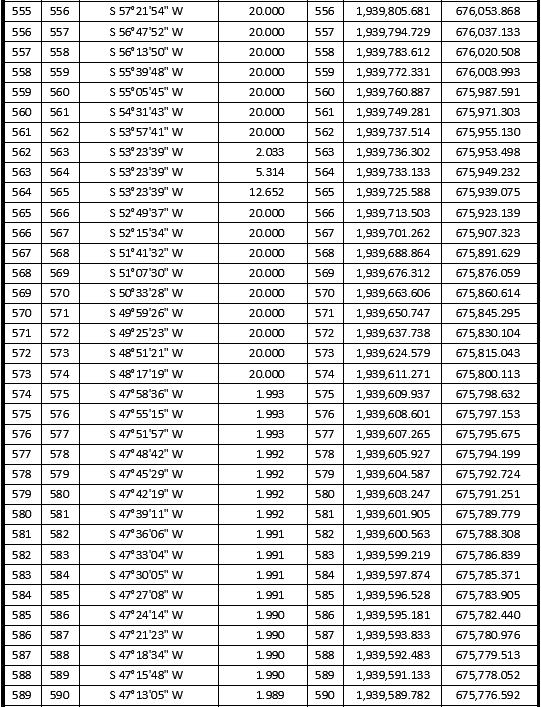 555 556 S 57°21'54" W 20.000 556 1,939,805.681 676,053.868
556 557 S 56°47'52" W 20.000 557 1,939,794.729 676,037.133
557 558 S 56°13'50" W 20.000 558 1,939,783.612 676,020.508
558 559 S 55°39'48" W 20.000 559 1,939,772.331 676,003.993
559 560 S 55°05'45" W 20.000 560 1,939,760.887 675,987.591
560 561 S 54°31'43" W 20.000 561 1,939,749.281 675,971.303
561 562 S 53°57'41" W 20.000 562 1,939,737.514 675,955.130
562 563 S 53°23'39" W 2.033 563 1,939,736.302 675,953.498
563 564 S 53°23'39" W 5.314 564 1,939,733.133 675,949.232
564 565 S 53°23'39" W 12.652 565 1,939,725.588 675,939.075
565 566 S 52°49'37" W 20.000 566 1,939,713.503 675,923.139
566 567 S 52°15'34" W 20.000 567 1,939,701.262 675,907.323
567 568 S 51°41'32" W 20.000 568 1,939,688.864 675,891.629
568 569 S 51°07'30" W 20.000 569 1,939,676.312 675,876.059
569 570 S 50°33'28" W 20.000 570 1,939,663.606 675,860.614
570 571 S 49°59'26" W 20.000 571 1,939,650.747 675,845.295
571 572 S 49°25'23" W 20.000 572 1,939,637.738 675,830.104
572 573 S 48°51'21" W 20.000 573 1,939,624.579 675,815.043
573 574 S 48°17'19" W 20.000 574 1,939,611.271 675,800.113
574 575 S 47°58'36" W 1.993 575 1,939,609.937 675,798.632
575 576 S 47°55'15" W 1.993 576 1,939,608.601 675,797.153
576 577 S 47°51'57" W 1.993 577 1,939,607.265 675,795.675
577 578 S 47°48'42" W 1.992 578 1,939,605.927 675,794.199
578 579 S 47°45'29" W 1.992 579 1,939,604.587 675,792.724
579 580 S 47°42'19" W 1.992 580 1,939,603.247 675,791.251
580 581 S 47°39'11" W 1.992 581 1,939,601.905 675,789.779
581 582 S 47°36'06" W 1.991 582 1,939,600.563 675,788.308
582 583 S 47°33'04" W 1.991 583 1,939,599.219 675,786.839
583 584 S 47°30'05" W 1.991 584 1,939,597.874 675,785.371
584 585 S 47°27'08" W 1.991 585 1,939,596.528 675,783.905
585 586 S 47°24'14" W 1.990 586 1,939,595.181 675,782.440
586 587 S 47°21'23" W 1.990 587 1,939,593.833 675,780.976
587 588 S 47°18'34" W 1.990 588 1,939,592.483 675,779.513
588 589 S 47°15'48" W 1.990 589 1,939,591.133 675,778.052
589 590 S 47°13'05" W 1.989 590 1,939,589.782 675,776.592